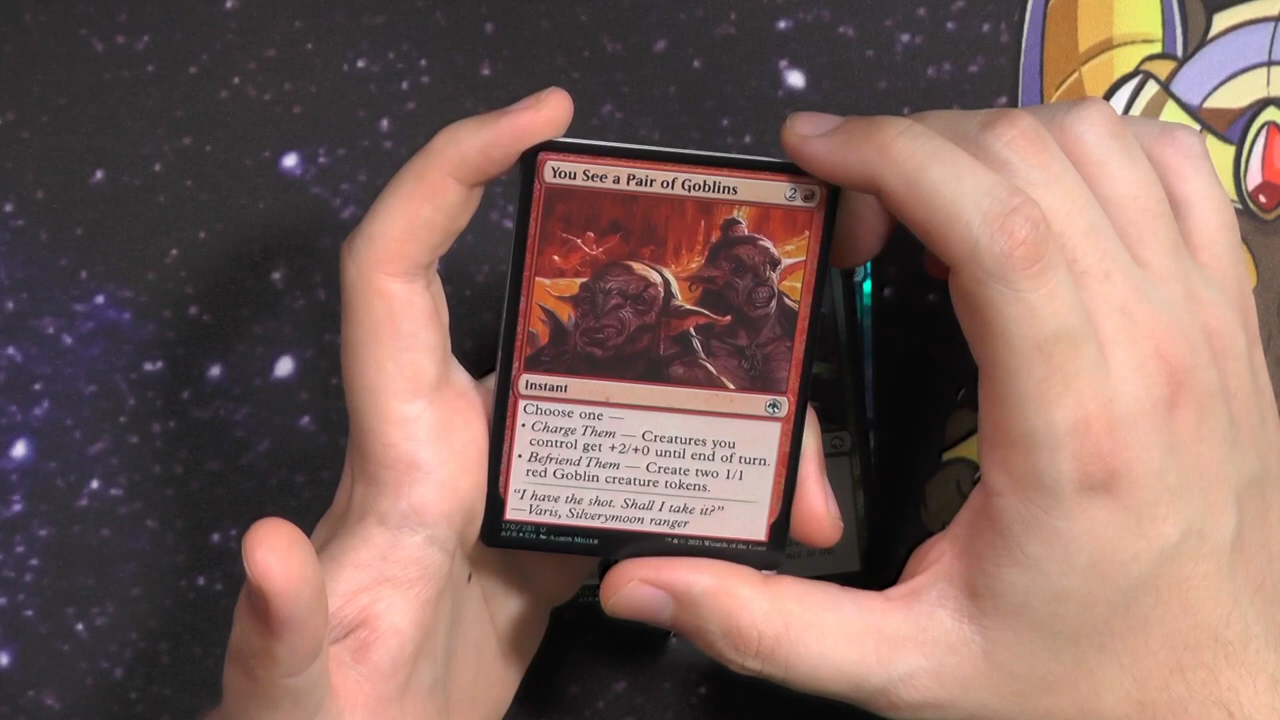 You See a Pair of Goblins 2
Instant
Choose one —
• Charge Them — Creatures you
control get +2/+0 until end of turn.
• Befriend Them — Create two 1/1
red Goblin creature tokens.
"I have the shot. Shall I take it?"
—Varis, Silverymoon ranger
170/281 U
AFR ★ EN AARON MILLER ™ & © 2021 Wizards of the Coast